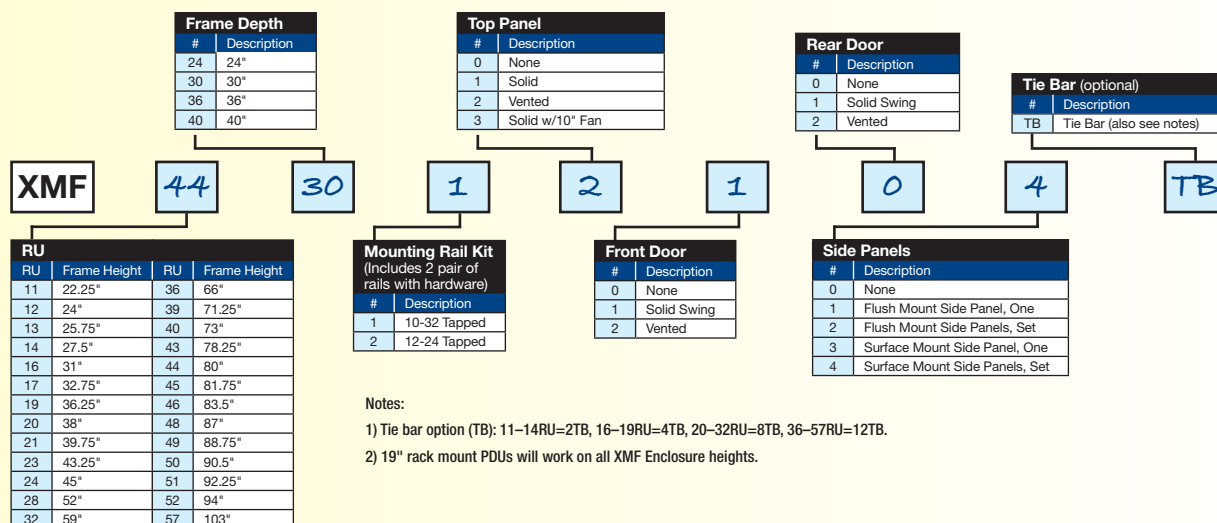 Frame Depth
# Description
24 24"
30 30"
36 36"
40 40"
Top Panel
# Description
0 None
1 Solid
2 Vented
3 Solid w/10" Fan
Rear Door
# Description
0 None
1 Solid Swing
2 Vented
Tie Bar (optional)
# Description
TB Tie Bar (also see notes)
XMF 44 30 1 2 1 0 4 TB
RU
RU Frame Height RU Frame Height
11 22.25" 36 66"
12 24" 39 71.25"
13 25.75" 40 73"
14 27.5" 43 78.25"
16 31" 44 80"
17 32.75" 45 81.75"
19 36.25" 46 83.5"
20 38" 48 87"
21 39.75" 49 88.75"
23 43.25" 50 90.5"
24 45" 51 92.25"
28 52" 52 94"
32 59" 57 103"
Mounting Rail Kit
(Includes 2 pair of
rails with hardware)
# Description
1 10-32 Tapped
2 12-24 Tapped
Front Door
# Description
0 None
1 Solid Swing
2 Vented
Side Panels
# Description
0 None
1 Flush Mount Side Panel, One
2 Flush Mount Side Panels, Set
3 Surface Mount Side Panel, One
4 Surface Mount Side Panels, Set
Notes:
1) Tie bar option (TB): 11–14RU=2TB, 16–19RU=4TB, 20–32RU=8TB, 36–57RU=12TB.
2) 19" rack mount PDUs will work on all XMF Enclosure heights.